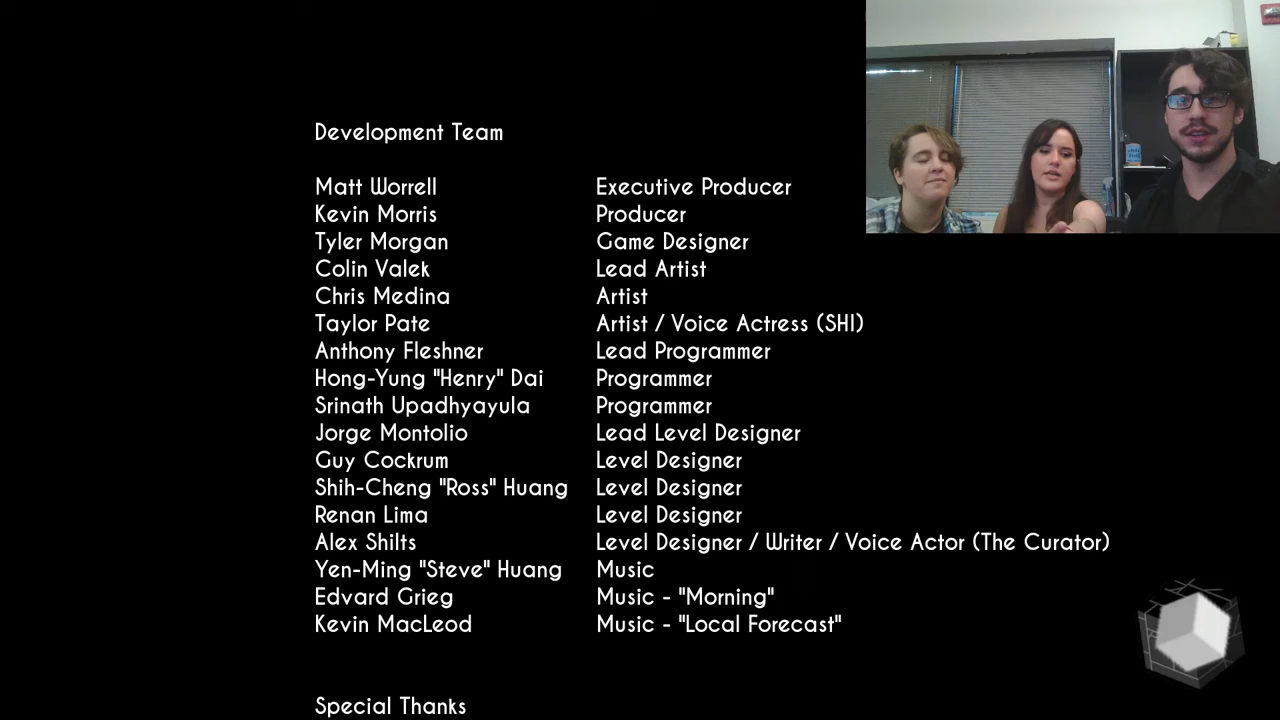 Development Team
Matt Worrell Executive Producer
Kevin Morris Producer
Tyler Morgan Game Designer
Colin Valek Lead Artist
Chris Medina Artist
Taylor Pate Artist / Voice Actress (SHI)
Anthony Fleshner Lead Programmer
Hong-Yung "Henry" Dai Programmer
Srinath Upadhyayula Programmer
Jorge Montolio Lead Level Designer
Guy Cockrum Level Designer
Shih-Cheng "Ross" Huang Level Designer
Renan Lima Level Designer
Alex Shilts Level Designer / Writer / Voice Actor (The Curator)
Yen-Ming "Steve" Huang Music
Edvard Grieg Music - "Morning"
Kevin MacLeod Music - "Local Forecast"
Special Thanks